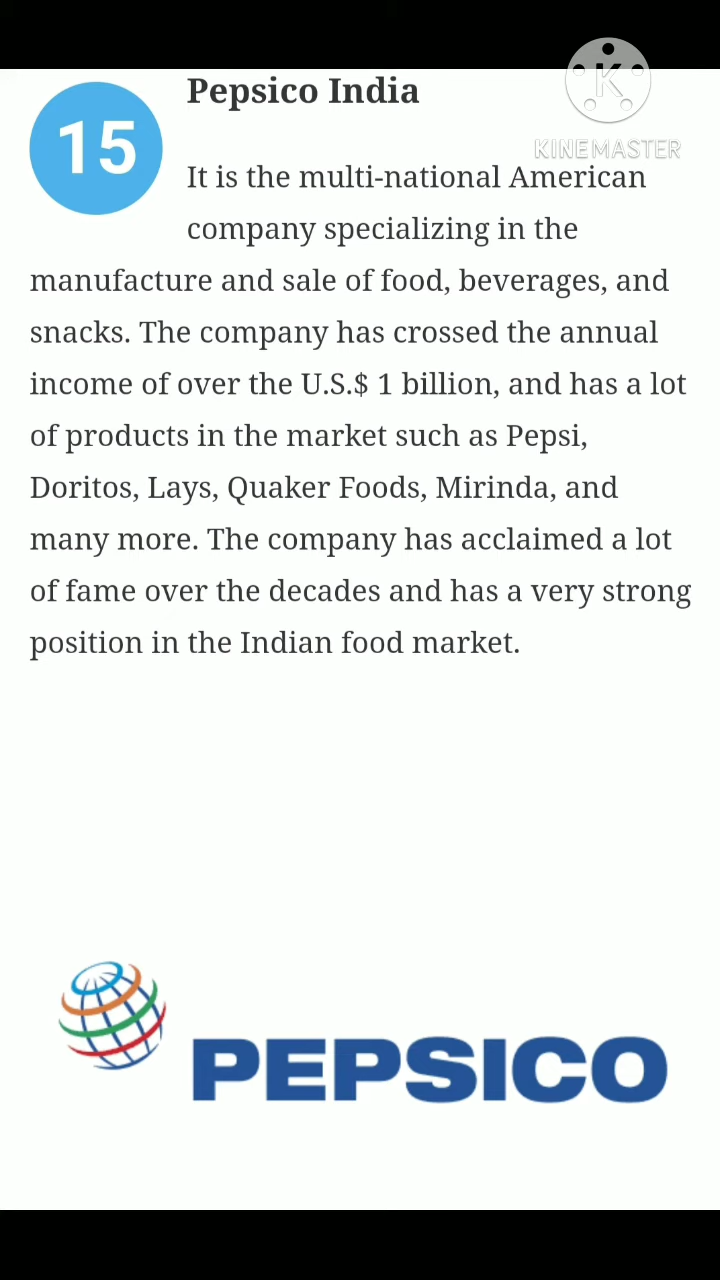 Pepsico India
15
K
KINEMASTER
It is the multi-national American
company specializing in the
manufacture and sale of food, beverages, and
snacks. The company has crossed the annual
income of over the U.S.$ 1 billion, and has a lot
of products in the market such as Pepsi,
Doritos, Lays, Quaker Foods, Mirinda, and
many more. The company has acclaimed a lot
of fame over the decades and has a very strong
position in the Indian food market.
PEPSICO